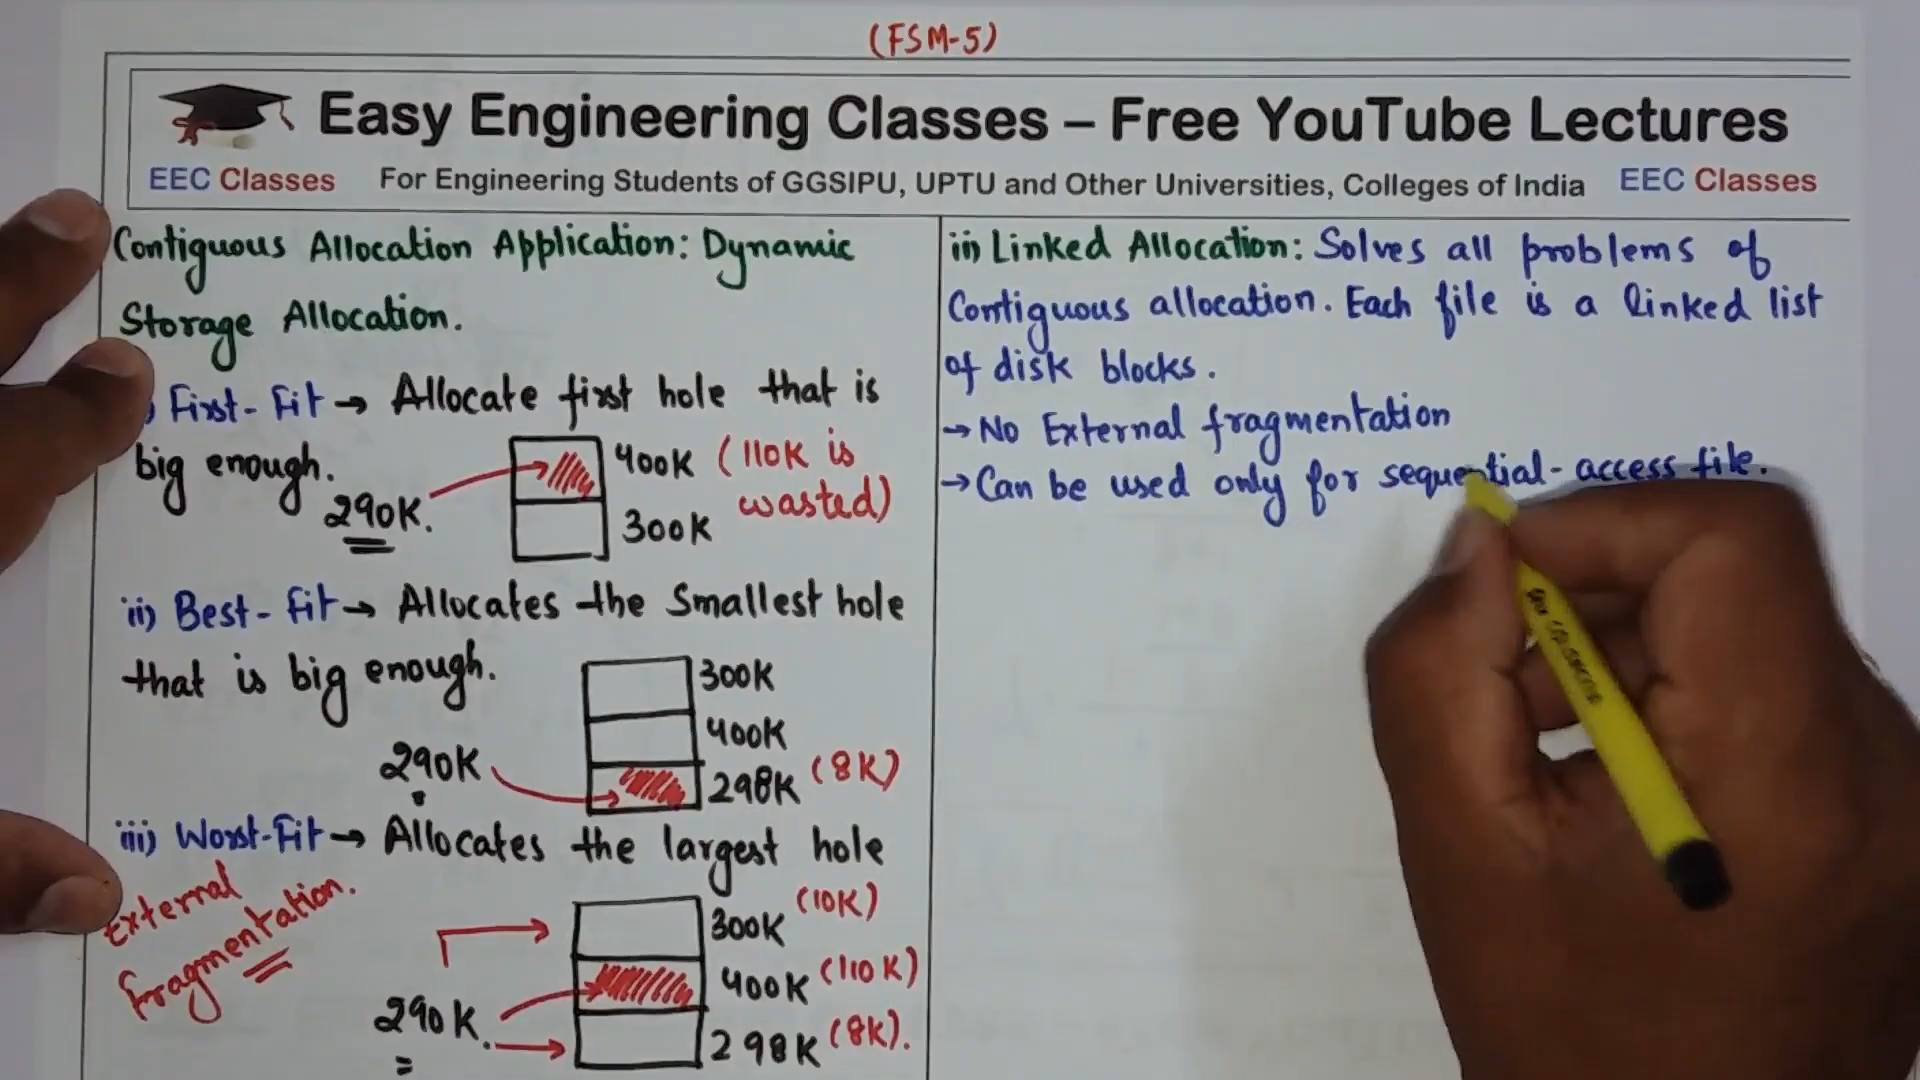 (FSM-5)
Easy Engineering Classes – Free YouTube Lectures
EEC Classes For Engineering Students of GGSIPU, UPTU and Other Universities, Colleges of India EEC Classes
Contiguous Allocation Application: Dynamic
Storage Allocation.
) First-Fit → Allocate first hole that is
big enough.
290K.
400K (110K is
wasted)
300K
ii) Best-Fit → Allocates the Smallest hole
that is big enough.
300K
400K
290K
298K (8K)
iii) Worst-Fit → Allocates the largest hole
External
fragmentation.
300K (10K)
400K (110K)
290K.
298K (8K).
ii) Linked Allocation: Solves all problems of
Contiguous allocation. Each file is a linked list
of disk blocks.
→ No External fragmentation
→ Can be used only for sequential-access file.